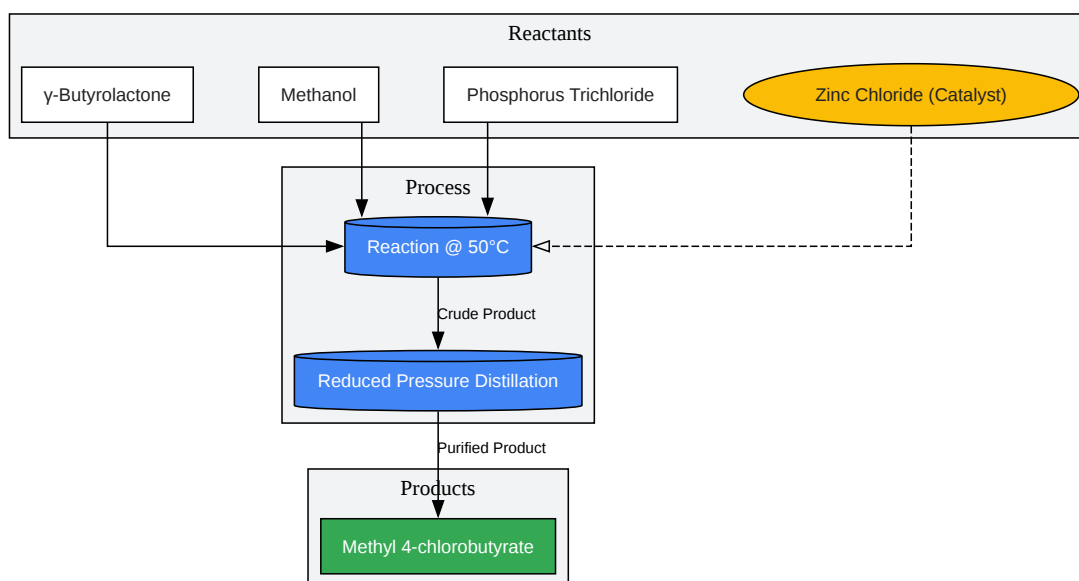 Reactants
γ-Butyrolactone
Methanol
Phosphorus Trichloride
Zinc Chloride (Catalyst)
Process
Reaction @ 50°C
Crude Product
Reduced Pressure Distillation
Purified Product
Products
Methyl 4-chlorobutyrate